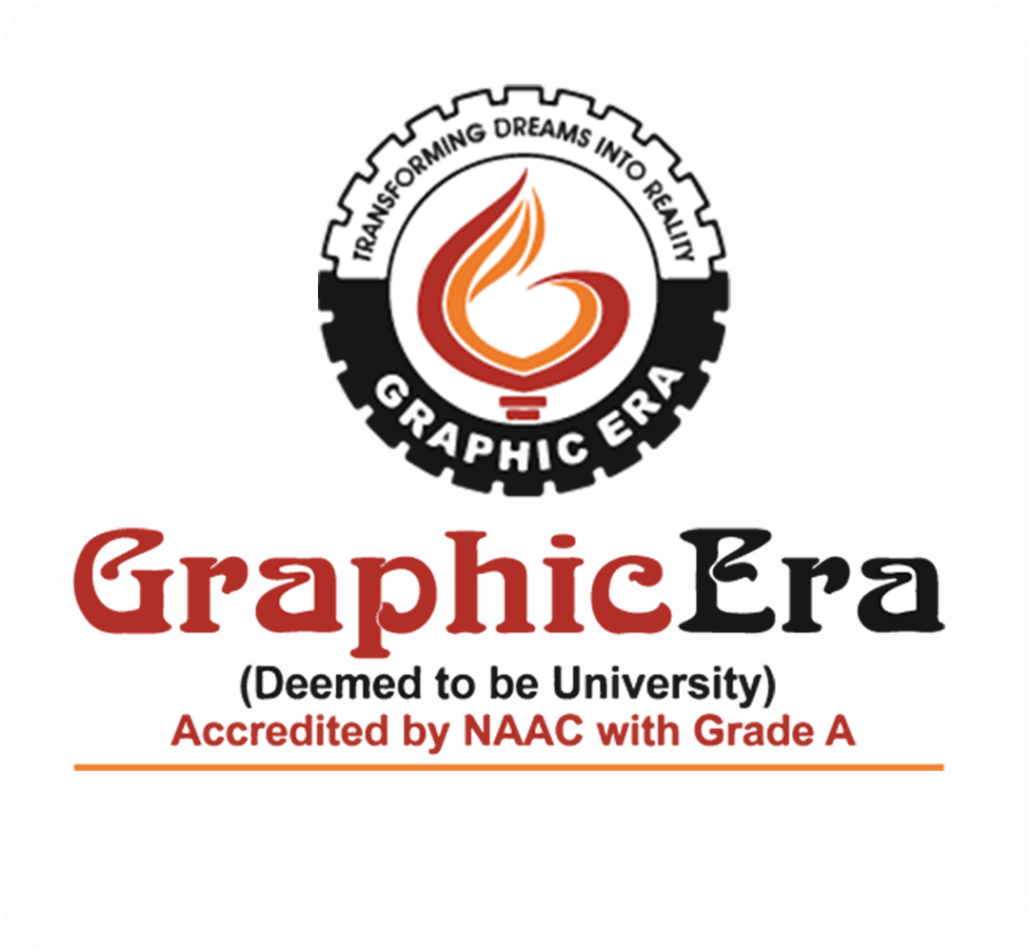 TRANSFORMING DREAMS INTO REALITY
GRAPHIC ERA
GraphicEra
(Deemed to be University)
Accredited by NAAC with Grade A